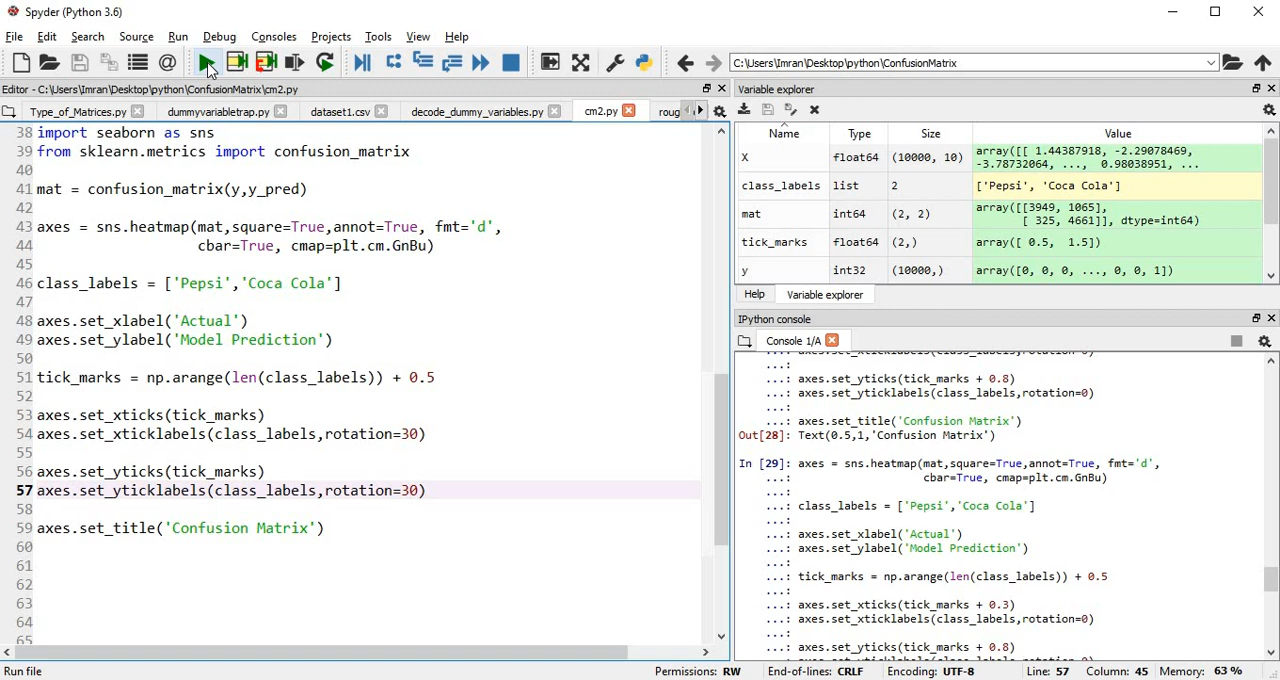 Spyder (Python 3.6)
File Edit Search Source Run Debug Consoles Projects Tools View Help
C:\Users\Imran\Desktop\python\ConfusionMatrix
Editor - C:\Users\Imran\Desktop\python\ConfusionMatrix\cm2.py
Type_of_Matrices.py dummyvariabletrap.py dataset1.csv decode_dummy_variables.py cm2.py roug
38 import seaborn as sns
39 from sklearn.metrics import confusion_matrix
40
41 mat = confusion_matrix(y,y_pred)
42
43 axes = sns.heatmap(mat,square=True,annot=True, fmt='d',
44 cbar=True, cmap=plt.cm.GnBu)
45
46 class_labels = ['Pepsi','Coca Cola']
47
48 axes.set_xlabel('Actual')
49 axes.set_ylabel('Model Prediction')
50
51 tick_marks = np.arange(len(class_labels)) + 0.5
52
53 axes.set_xticks(tick_marks)
54 axes.set_xticklabels(class_labels,rotation=30)
55
56 axes.set_yticks(tick_marks)
57 axes.set_yticklabels(class_labels,rotation=30)
58
59 axes.set_title('Confusion Matrix')
60
61
62
63
64
65
Variable explorer
Name Type Size Value
X float64 (10000, 10) array([[ 1.44387918, -2.29078469,
-3.78732064, ..., 0.98038951, ...
class_labels list 2 ['Pepsi', 'Coca Cola']
mat int64 (2, 2) array([[3949, 1065],
[ 325, 4661]], dtype=int64)
tick_marks float64 (2,) array([ 0.5, 1.5])
y int32 (10000,) array([0, 0, 0, ..., 0, 0, 1])
Help Variable explorer
IPython console
Console 1/A
axes.set_xticklabels(class_labels,rotation=0)
...:
...: axes.set_yticks(tick_marks + 0.8)
...: axes.set_yticklabels(class_labels,rotation=0)
...:
...: axes.set_title('Confusion Matrix')
Out[28]: Text(0.5,1,'Confusion Matrix')
In [29]: axes = sns.heatmap(mat,square=True,annot=True, fmt='d',
...: cbar=True, cmap=plt.cm.GnBu)
...:
...: class_labels = ['Pepsi','Coca Cola']
...:
...: axes.set_xlabel('Actual')
...: axes.set_ylabel('Model Prediction')
...:
...: tick_marks = np.arange(len(class_labels)) + 0.5
...:
...: axes.set_xticks(tick_marks + 0.3)
...: axes.set_xticklabels(class_labels,rotation=0)
...:
...: axes.set_yticks(tick_marks + 0.8)
Run file Permissions: RW End-of-lines: CRLF Encoding: UTF-8 Line: 57 Column: 45 Memory: 63 %